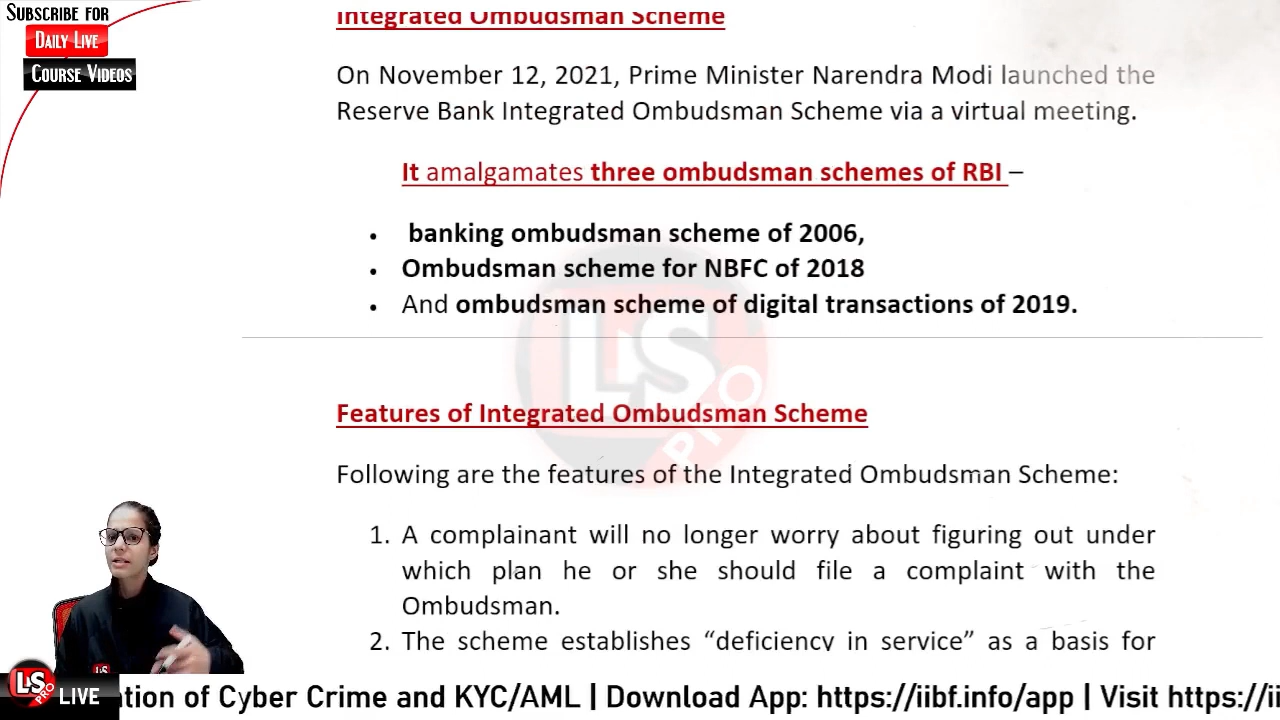 SUBSCRIBE FOR
DAILY LIVE
COURSE VIDEOS
Integrated Ombudsman Scheme
On November 12, 2021, Prime Minister Narendra Modi launched the
Reserve Bank Integrated Ombudsman Scheme via a virtual meeting.
It amalgamates three ombudsman schemes of RBI –
• banking ombudsman scheme of 2006,
• Ombudsman scheme for NBFC of 2018
• And ombudsman scheme of digital transactions of 2019.
LS PRO
Features of Integrated Ombudsman Scheme
Following are the features of the Integrated Ombudsman Scheme:
1. A complainant will no longer worry about figuring out under
which plan he or she should file a complaint with the
Ombudsman.
2. The scheme establishes “deficiency in service” as a basis for
LS
LS PRO LIVE
tion of Cyber Crime and KYC/AML | Download App: https://iibf.info/app | Visit https://ii